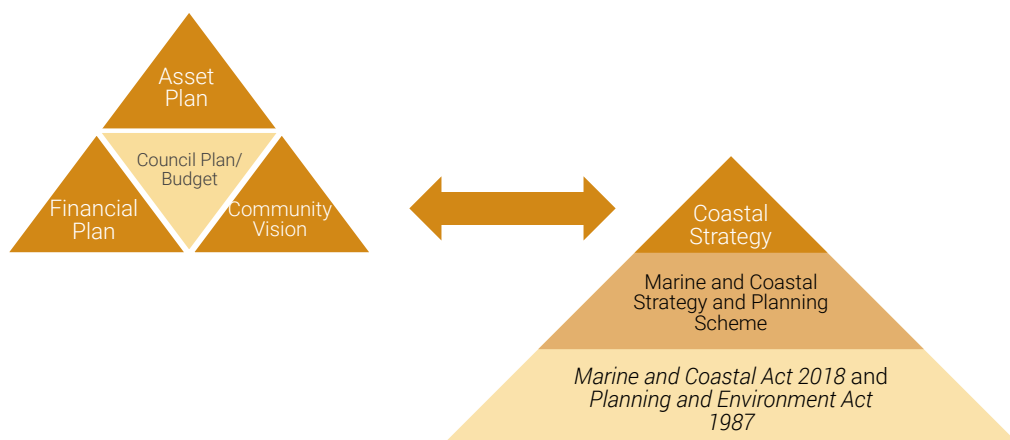 Asset
Plan
Council Plan/
Budget
Financial
Plan
Community
Vision
Coastal
Strategy
Marine and Coastal
Strategy and Planning
Scheme
Marine and Coastal Act 2018 and
Planning and Environment Act
1987